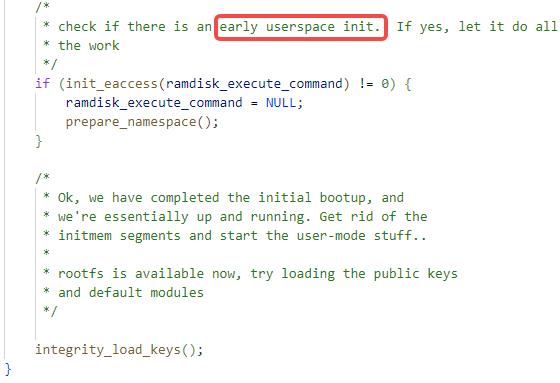 /*
* check if there is an early userspace init.  If yes, let it do all
* the work
*/
if (init_eaccess(ramdisk_execute_command) != 0) {
ramdisk_execute_command = NULL;
prepare_namespace();
}
/*
* Ok, we have completed the initial bootup, and
* we're essentially up and running. Get rid of the
* initmem segments and start the user-mode stuff..
*
* rootfs is available now, try loading the public keys
* and default modules
*/
integrity_load_keys();
}